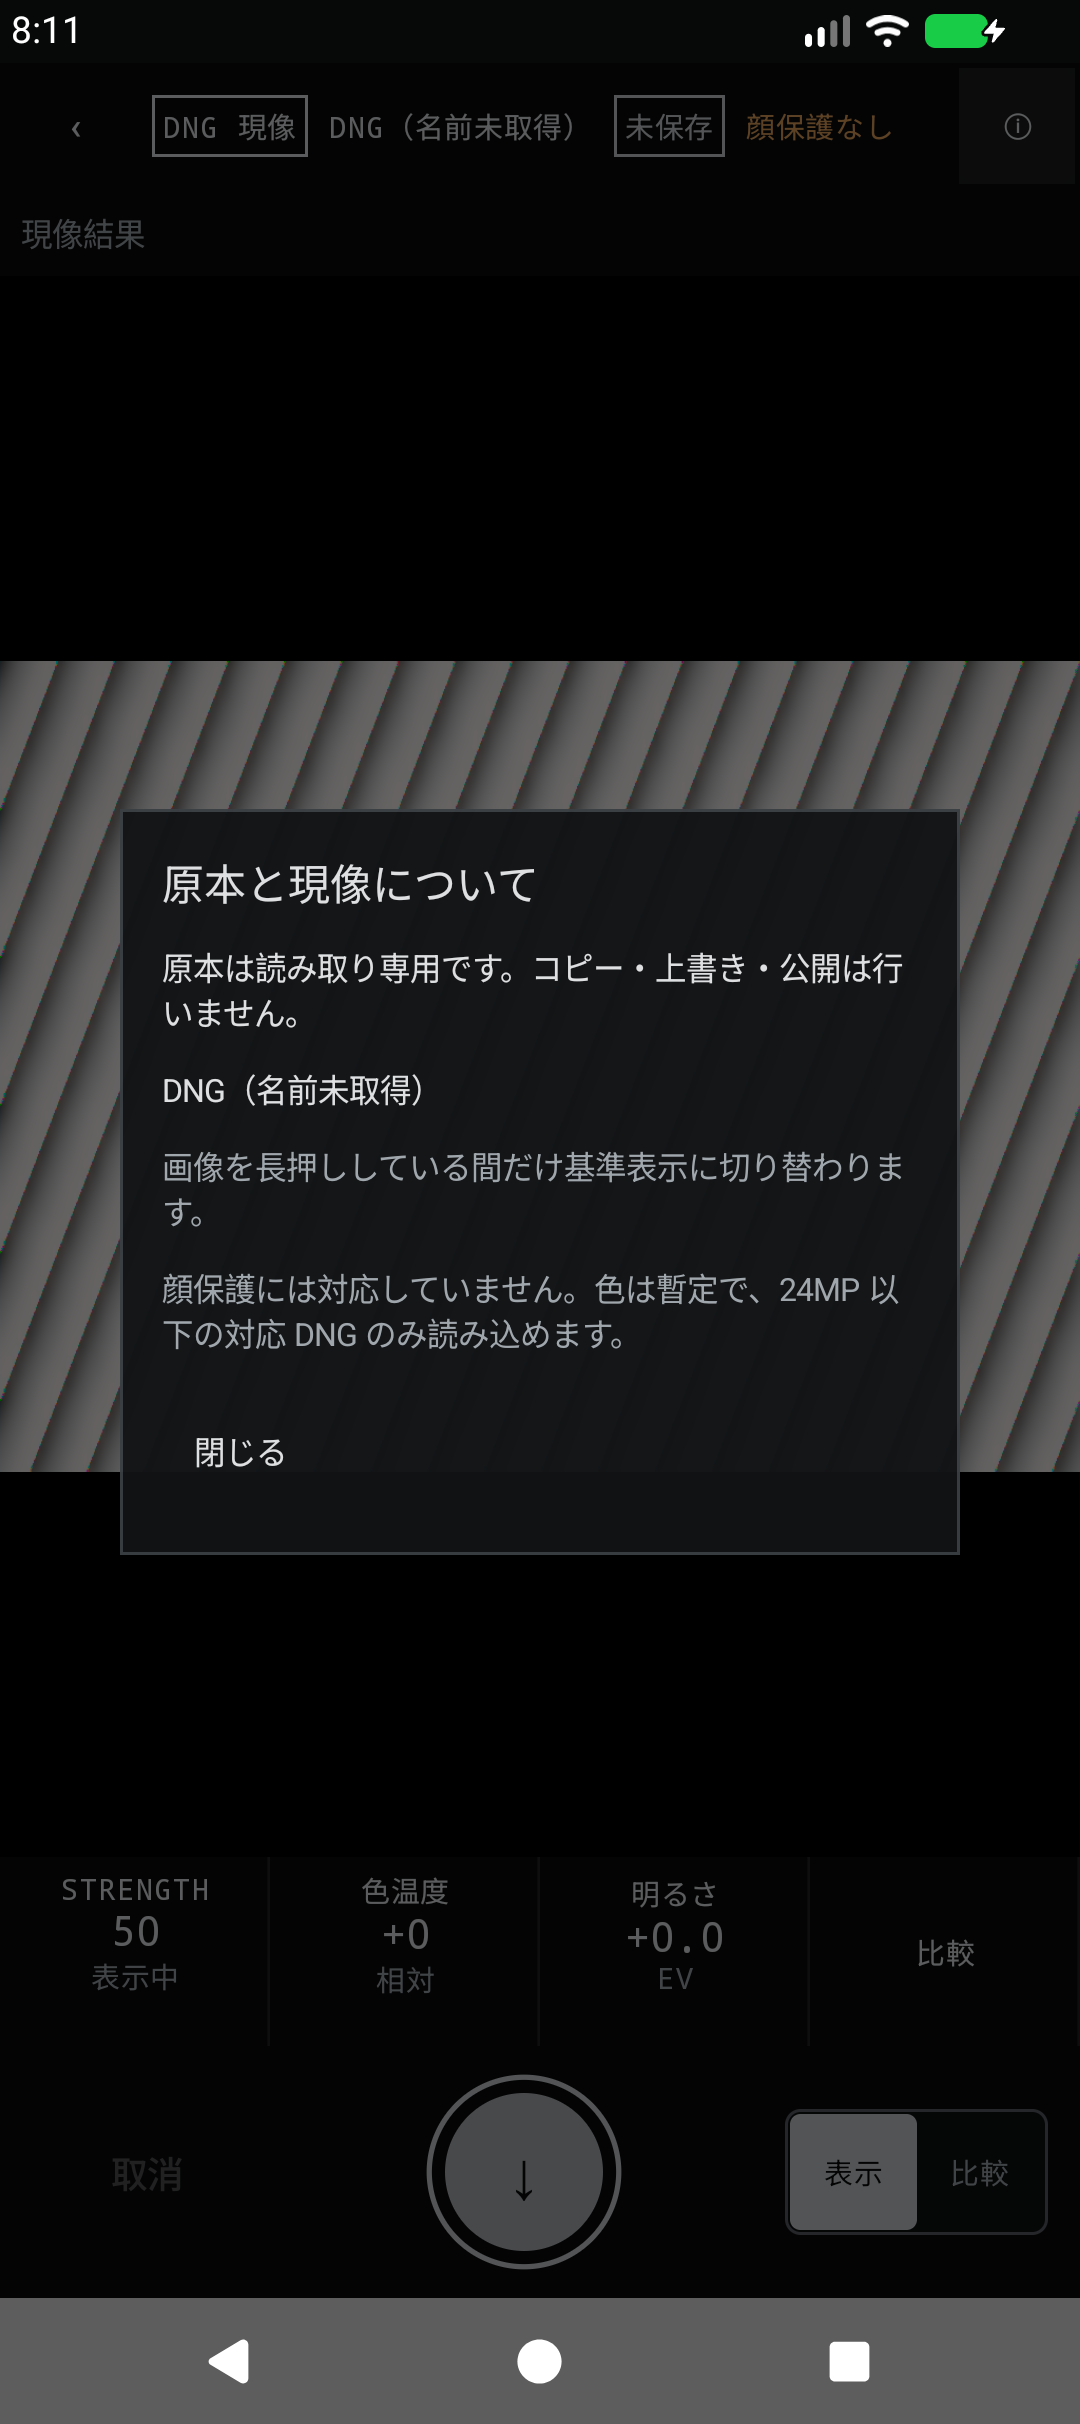 8:11
‹ DNG 現像 DNG（名前未取得） 未保存 顔保護なし ⓘ
現像結果
原本と現像について
原本は読み取り専用です。コピー・上書き・公開は行
いません。
DNG（名前未取得）
画像を長押ししている間だけ基準表示に切り替わりま
す。
顔保護には対応していません。色は暫定で、24MP 以
下の対応 DNG のみ読み込めます。
閉じる
STRENGTH
50
表示中
色温度
+0
相対
明るさ
+0.0
EV
比較
取消
↓
表示 比較